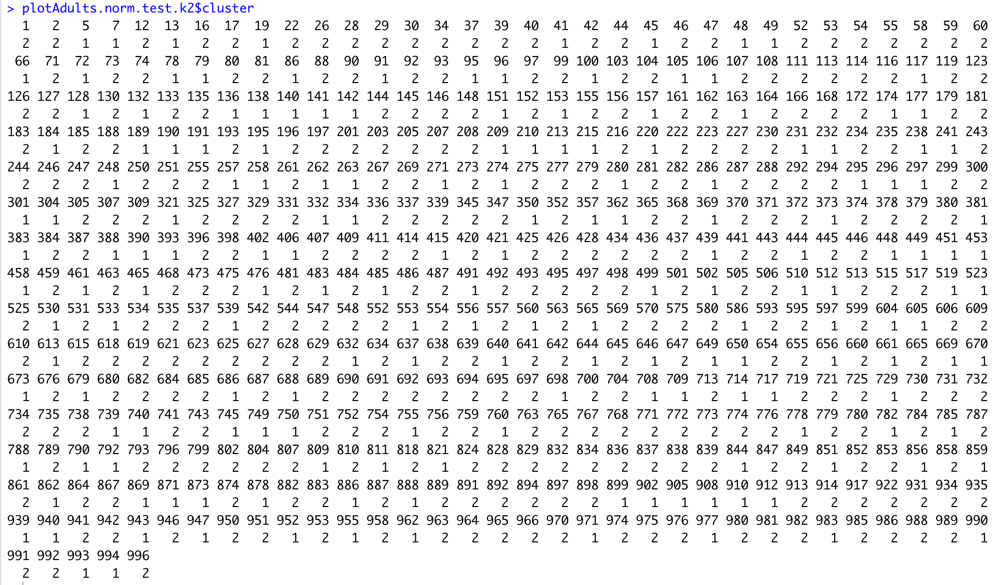 > plotAdults.norm.test.k2$cluster
1 2 5 7 12 13 16 17 19 22 26 28 29 30 34 37 39 40 41 42 44 45 46 47 48 49 52 53 54 55 58 59 60
2 2 1 1 2 1 2 2 1 2 2 2 2 2 2 2 2 2 1 2 2 1 2 2 1 1 2 2 2 2 2 2 2
66 71 72 73 74 78 79 80 81 86 88 90 91 92 93 95 96 97 99 100 103 104 105 106 107 108 111 113 114 116 117 119 123
1 2 1 2 2 1 1 2 2 1 2 2 1 2 2 1 1 2 2 1 2 2 1 1 2 2 2 2 2 2 1 2 2
126 127 128 130 132 133 135 136 138 140 141 142 144 145 146 148 151 152 153 155 156 157 161 162 163 164 166 168 172 174 177 179 181
2 2 1 2 1 2 2 1 1 1 1 1 2 2 2 2 1 2 1 2 2 1 2 2 1 2 2 2 2 1 1 2 2
183 184 185 188 189 190 191 193 195 196 197 201 203 205 207 208 209 210 213 215 216 220 222 223 227 230 231 232 234 235 238 241 243
2 1 2 2 1 1 1 2 1 2 2 2 2 2 2 2 1 1 1 1 2 1 2 2 2 2 1 1 2 2 1 1 2
244 246 247 248 250 251 255 257 258 261 262 263 267 269 271 273 274 275 277 279 280 281 282 286 287 288 292 294 295 296 297 299 300
2 2 2 1 2 2 2 1 1 2 1 1 2 2 1 2 1 2 2 2 1 2 2 1 2 2 2 2 1 1 1 2 2
301 304 305 307 309 321 325 327 329 331 332 334 336 337 339 345 347 350 352 357 362 365 368 369 370 371 372 373 374 378 379 380 381
1 1 2 2 2 1 2 2 2 2 1 1 2 2 2 2 2 1 2 1 1 2 2 1 2 2 2 1 2 2 2 2 1
383 384 387 388 390 393 396 398 402 406 407 409 411 414 415 420 421 425 426 428 434 436 437 439 441 443 444 445 446 448 449 451 453
1 2 2 1 1 1 2 2 1 1 2 2 2 2 1 2 1 2 2 2 2 2 2 1 2 2 1 2 2 1 1 1 1
458 459 461 463 465 468 473 475 476 481 483 484 485 486 487 491 492 493 495 497 498 499 501 502 505 506 510 512 513 515 517 519 523
1 2 1 2 1 2 2 2 1 2 1 2 1 2 2 1 2 2 2 2 2 1 2 1 2 2 1 1 2 2 2 1 1
525 530 531 533 534 535 537 539 542 544 547 548 552 553 554 556 557 560 563 565 569 570 575 580 586 593 595 597 599 604 605 606 609
2 1 2 1 2 2 2 1 2 2 2 2 2 1 2 1 2 1 2 1 2 2 2 2 1 2 2 1 2 1 1 2 2
610 613 615 618 619 621 623 625 627 628 629 632 634 637 638 639 640 641 642 644 645 646 647 649 650 654 655 656 660 661 665 669 670
2 1 2 2 2 2 2 2 2 2 2 1 2 1 2 2 1 2 2 1 2 1 2 1 1 2 2 1 2 1 2 1 1
673 676 679 680 682 684 685 686 687 688 689 690 691 692 693 694 695 697 698 700 704 708 709 713 714 717 719 721 725 729 730 731 732
1 2 1 2 2 2 2 1 2 1 2 2 2 2 2 2 2 2 1 2 2 1 1 2 1 1 2 2 2 1 2 2 2
734 735 738 739 740 741 743 745 749 750 751 752 754 755 756 759 760 763 765 767 768 771 772 773 774 776 778 779 780 782 784 785 787
2 2 2 1 1 2 2 1 1 1 2 2 2 1 2 2 1 2 2 2 2 2 2 2 2 2 1 2 2 1 2 1 2
788 789 790 792 793 796 799 802 804 807 809 810 811 818 821 824 828 829 832 834 836 837 838 839 844 847 849 851 852 853 856 858 859
1 2 1 1 2 2 2 2 2 2 1 2 1 2 1 2 2 2 2 2 2 2 2 2 1 2 2 1 2 2 1 2 1
861 862 864 867 869 871 873 874 878 882 883 886 887 888 889 891 892 894 897 898 899 902 905 908 910 912 913 914 917 922 931 934 935
2 1 2 2 1 1 1 2 1 2 2 1 2 1 2 2 2 2 2 2 1 1 1 1 1 1 2 2 2 2 2 2 2
939 940 941 942 943 946 947 950 951 952 953 955 958 962 963 964 965 966 970 971 974 975 976 977 980 981 982 983 985 986 988 989 990
1 1 2 2 1 2 1 2 2 1 2 1 2 1 2 2 2 2 2 1 2 2 2 1 2 2 2 1 2 2 2 2 1
991 992 993 994 996
2 2 1 1 2